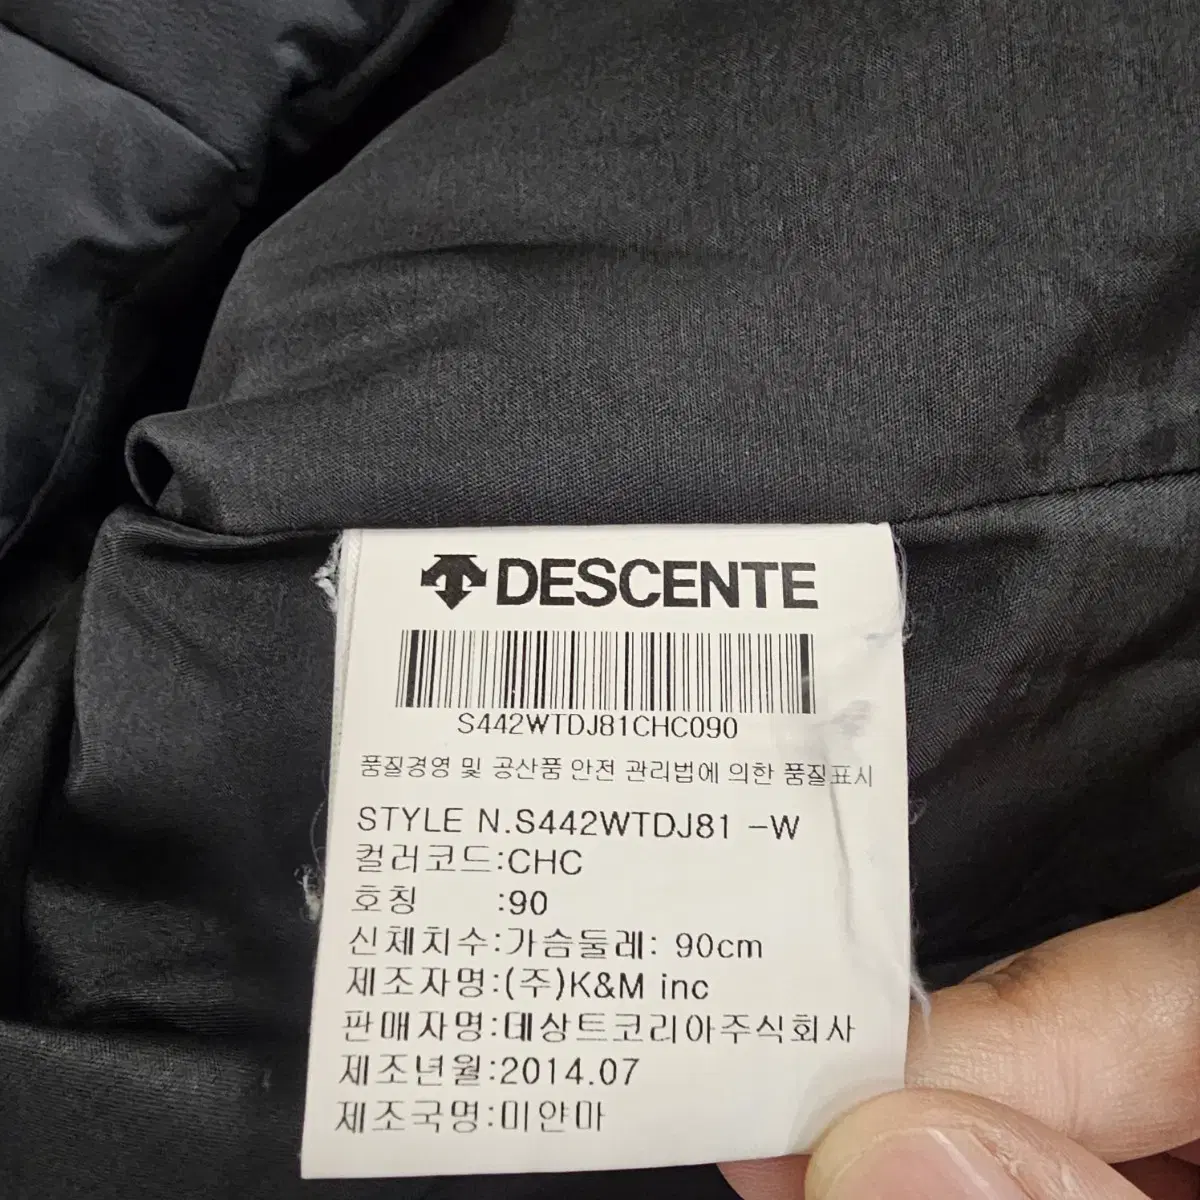 DESCENTE
S442WTDJ81CHC090
품질경영 및 공산품 안전 관리법에 의한 품질표시
STYLE N.S442WTDJ81 -W
컬러코드:CHC
호칭 :90
신체치수:가슴둘레: 90cm
제조자명:(주)K&M inc
판매자명:데상트코리아주식회사
제조년월:2014.07
제조국명:미얀마